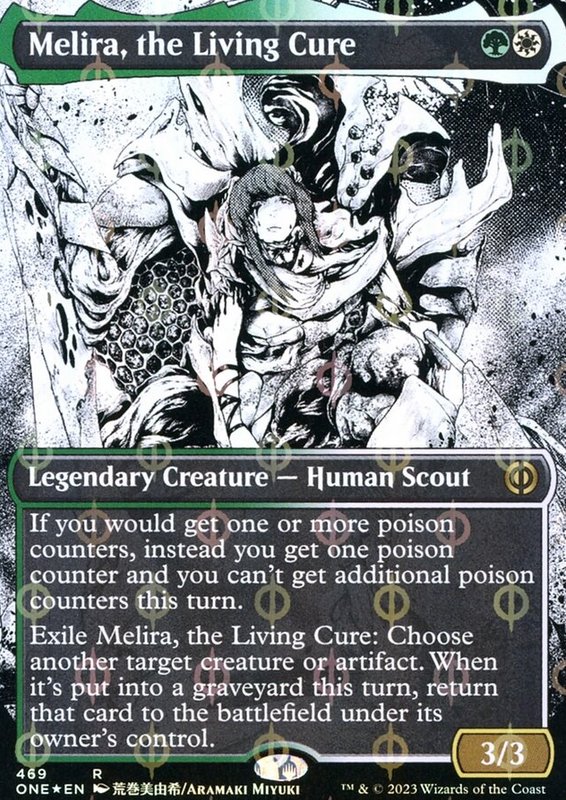 Melira, the Living Cure
Legendary Creature — Human Scout
If you would get one or more poison
counters, instead you get one poison
counter and you can't get additional poison
counters this turn.
Exile Melira, the Living Cure: Choose
another target creature or artifact. When
it's put into a graveyard this turn, return
that card to the battlefield under its
owner's control.
3/3
469 R
ONE★EN 荒巻美由希/Aramaki Miyuki
™ & © 2023 Wizards of the Coast